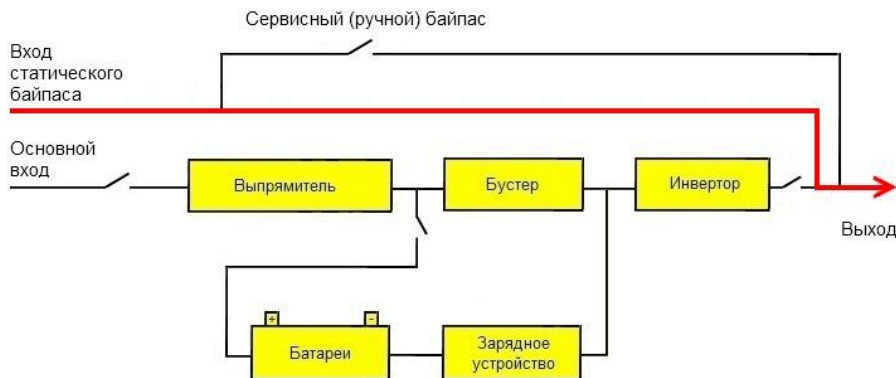 Сервисный (ручной) байпас
Вход
статического
байпаса
Основной
вход
Выпрямитель
Бустер
Инвертор
Выход
+
-
Батареи
Зарядное
устройство